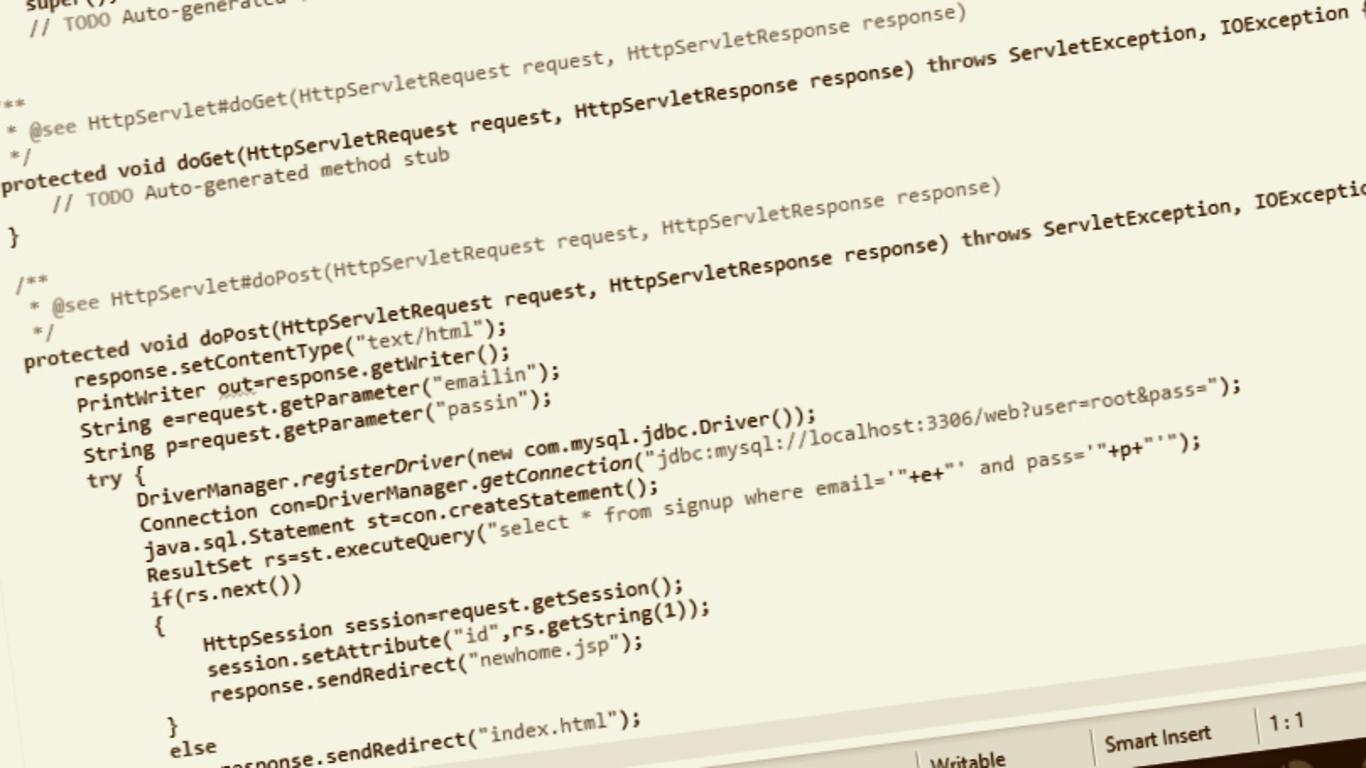 super();
// TODO Auto-generated
/**
* @see HttpServlet#doGet(HttpServletRequest request, HttpServletResponse response)
*/
protected void doGet(HttpServletRequest request, HttpServletResponse response) throws ServletException, IOException {
// TODO Auto-generated method stub
}
/**
* @see HttpServlet#doPost(HttpServletRequest request, HttpServletResponse response)
*/
protected void doPost(HttpServletRequest request, HttpServletResponse response) throws ServletException, IOExceptio
response.setContentType("text/html");
PrintWriter out=response.getWriter();
String e=request.getParameter("emailin");
String p=request.getParameter("passin");
try {
DriverManager.registerDriver(new com.mysql.jdbc.Driver());
Connection con=DriverManager.getConnection("jdbc:mysql://localhost:3306/web?user=root&pass=");
java.sql.Statement st=con.createStatement();
ResultSet rs=st.executeQuery("select * from signup where email='"+e+"' and pass='"+p+"'");
if(rs.next())
{
HttpSession session=request.getSession();
session.setAttribute("id",rs.getString(1));
response.sendRedirect("newhome.jsp");
}
else
response.sendRedirect("index.html");
Writable Smart Insert 1 : 1